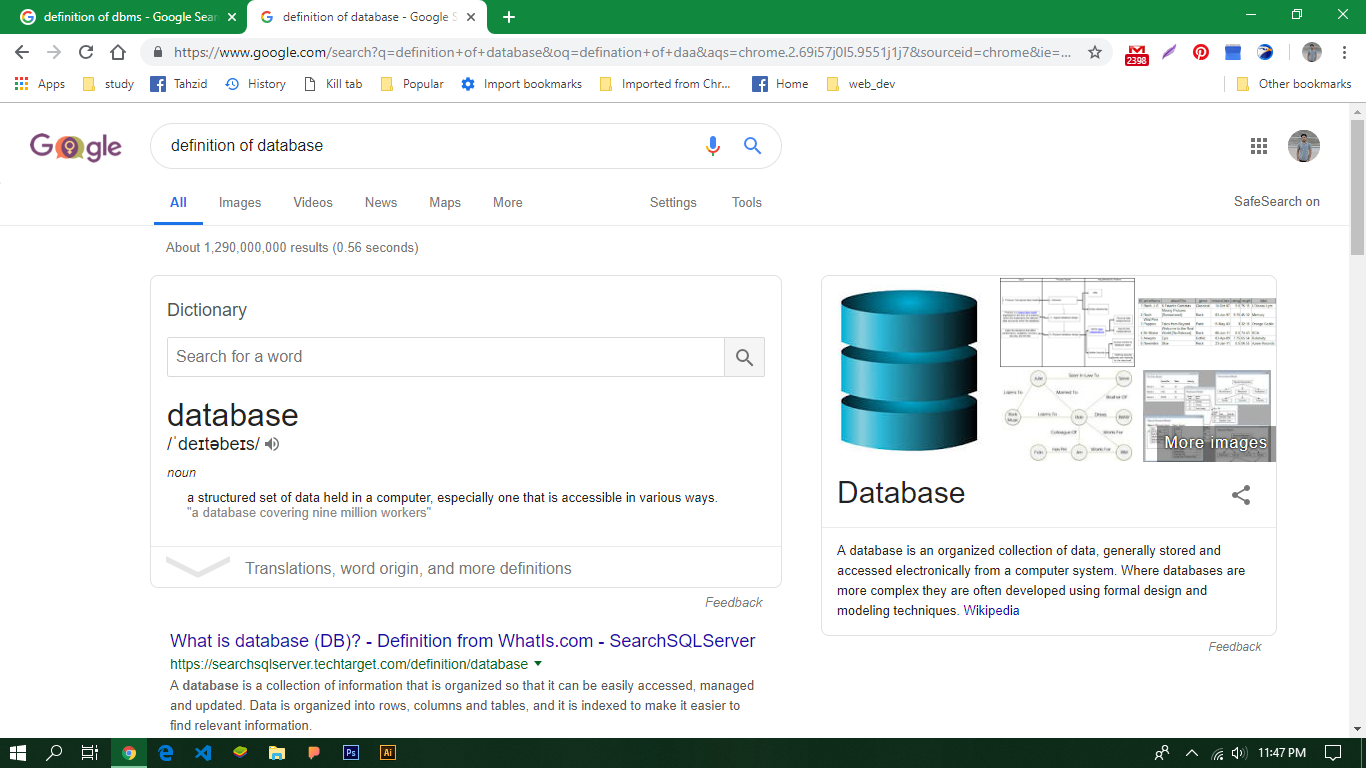 definition of dbms - Google Sear
definition of database - Google S
https://www.google.com/search?q=definition+of+database&oq=defination+of+daa&aqs=chrome.2.69i57j0l5.9551j1j7&sourceid=chrome&ie=...
2398
Apps
study
Tahzid
History
Kill tab
Popular
Import bookmarks
Imported from Chr...
Home
web_dev
Other bookmarks
Google
definition of database
All
Images
Videos
News
Maps
More
Settings
Tools
SafeSearch on
About 1,290,000,000 results (0.56 seconds)
Dictionary
Search for a word
database
/ˈdeɪtəbeɪs/
noun
a structured set of data held in a computer, especially one that is accessible in various ways.
"a database covering nine million workers"
Translations, word origin, and more definitions
Feedback
What is database (DB)? - Definition from WhatIs.com - SearchSQLServer
https://searchsqlserver.techtarget.com/definition/database
A database is a collection of information that is organized so that it can be easily accessed, managed
and updated. Data is organized into rows, columns and tables, and it is indexed to make it easier to
find relevant information.
More images
Database
A database is an organized collection of data, generally stored and
accessed electronically from a computer system. Where databases are
more complex they are often developed using formal design and
modeling techniques. Wikipedia
Feedback
Ps
Ai
11:47 PM